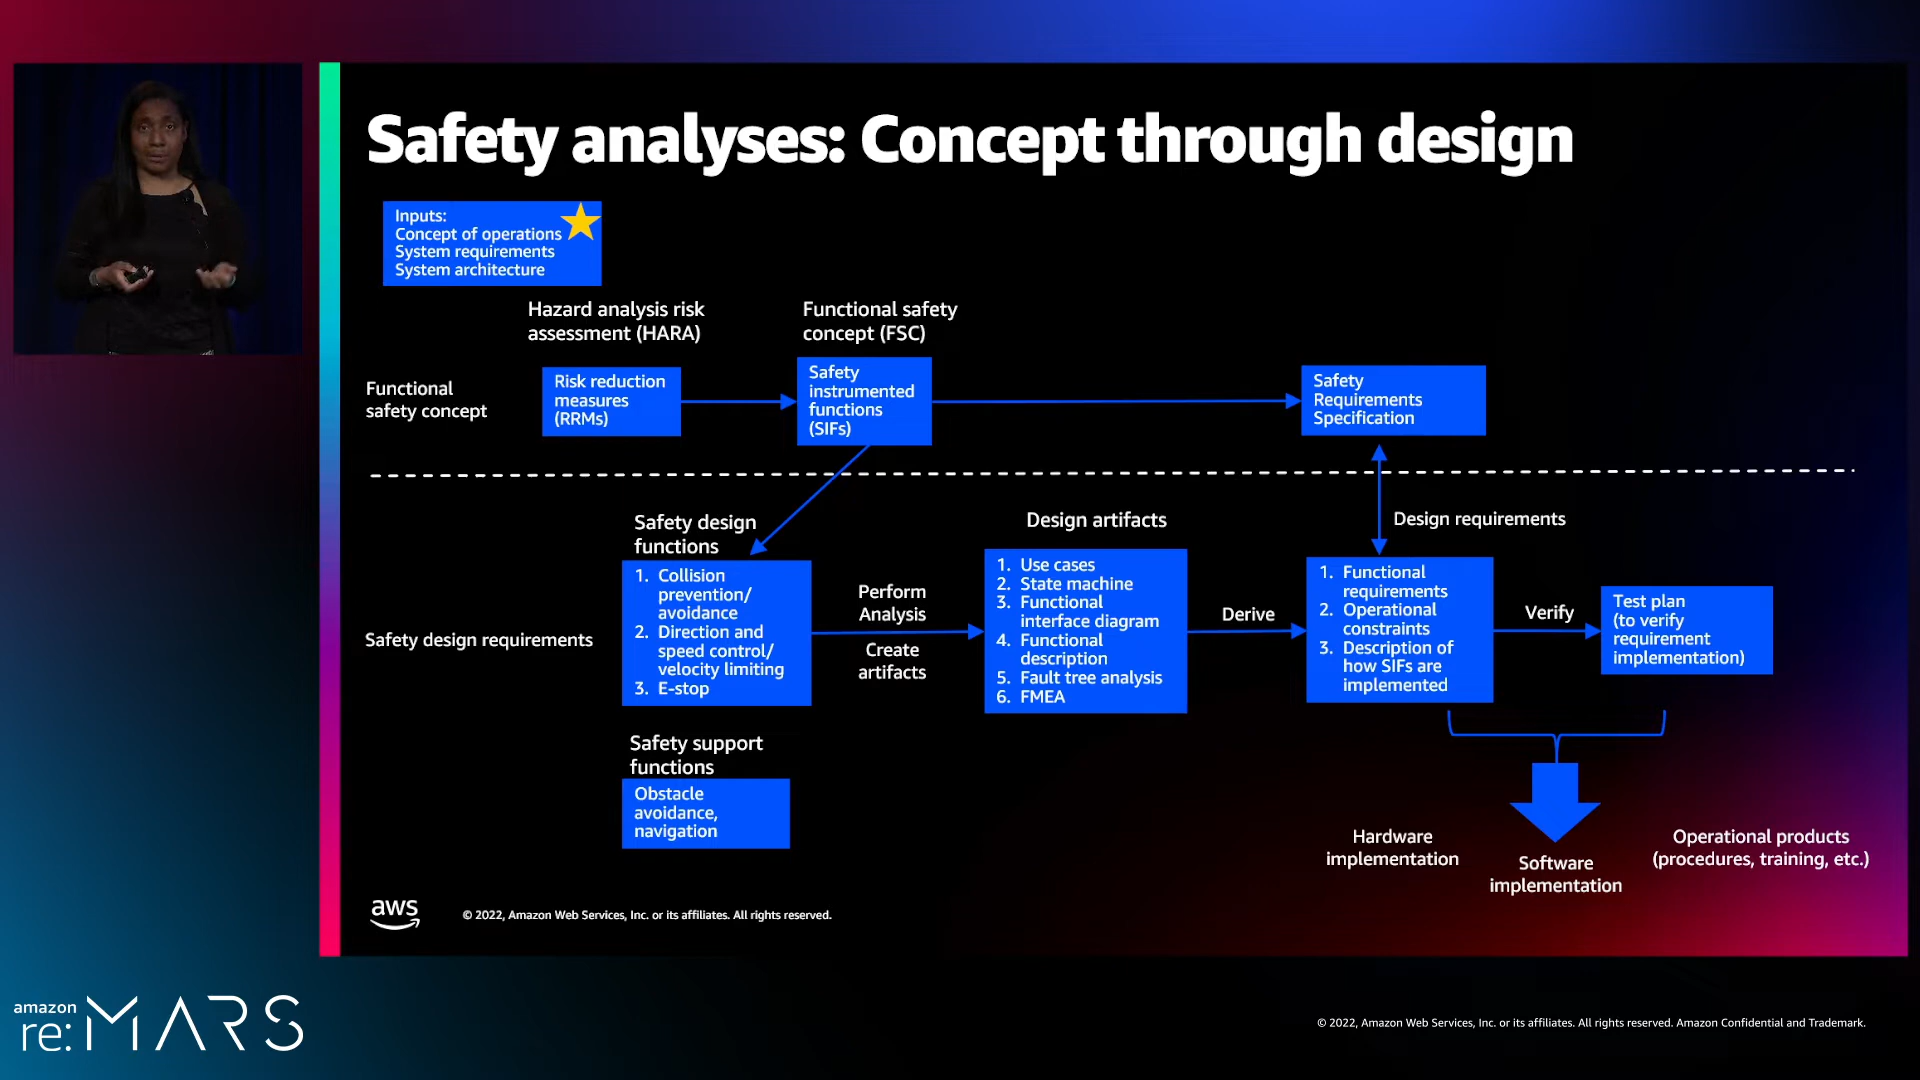 Safety analyses: Concept through design
Inputs:
Concept of operations
System requirements
System architecture
Hazard analysis risk
assessment (HARA)
Functional safety
concept (FSC)
Functional
safety concept
Risk reduction
measures
(RRMs)
Safety
instrumented
functions
(SIFs)
Safety
Requirements
Specification
Safety design
functions
Design artifacts
Design requirements
Safety design requirements
1. Collision
prevention/
avoidance
2. Direction and
speed control/
velocity limiting
3. E-stop
Perform
Analysis
Create
artifacts
1. Use cases
2. State machine
3. Functional
interface diagram
4. Functional
description
5. Fault tree analysis
6. FMEA
Derive
1. Functional
requirements
2. Operational
constraints
3. Description of
how SIFs are
implemented
Verify
Test plan
(to verify
requirement
implementation)
Safety support
functions
Obstacle
avoidance,
navigation
Hardware
implementation
Software
implementation
Operational products
(procedures, training, etc.)
aws
© 2022, Amazon Web Services, Inc. or its affiliates. All rights reserved.
amazon
re:MARS
© 2022, Amazon Web Services, Inc. or its affiliates. All rights reserved. Amazon Confidential and Trademark.